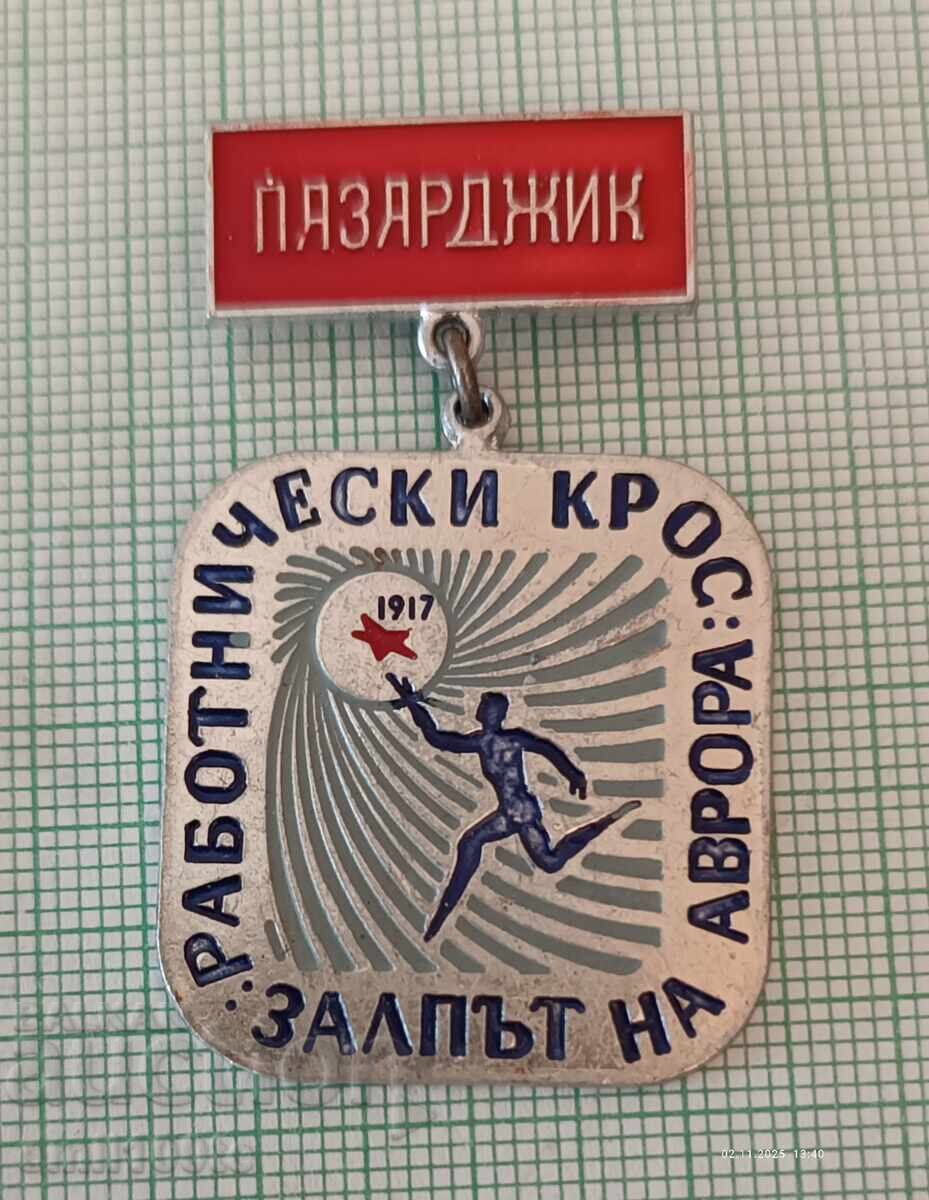 ПАЗАРДЖИК
РАБОТНИЧЕСКИ КРОС:
ЗАЛПЪТ НА АВРОРА:
1917
02.11.2025 13:40